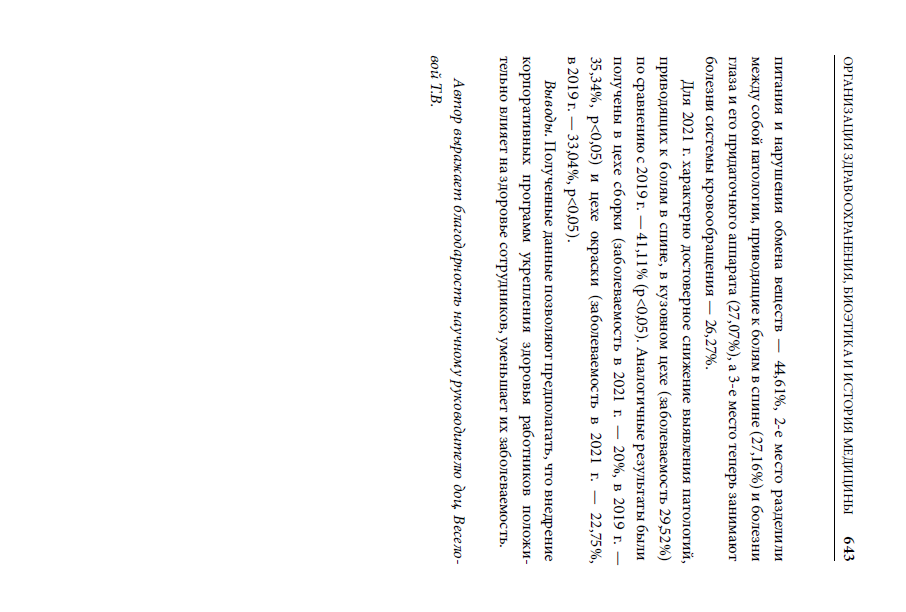 ОРГАНИЗАЦИЯ ЗДРАВООХРАНЕНИЯ, БИОЭТИКА И ИСТОРИЯ МЕДИЦИНЫ 643
питания и нарушения обмена веществ — 44,61%, 2-е место разделили
между собой патологии, приводящие к болям в спине (27,16%) и болезни
глаза и его придаточного аппарата (27,07%), а 3-е место теперь занимают
болезни системы кровообращения — 26,27%.
Для 2021 г. характерно достоверное снижение выявления патологий,
приводящих к болям в спине, в кузовном цехе (заболеваемость 29,52%)
по сравнению с 2019 г. — 41,11% (p<0,05). Аналогичные результаты были
получены в цехе сборки (заболеваемость в 2021 г. — 20%, в 2019 г. —
35,34%, p<0,05) и цехе окраски (заболеваемость в 2021 г. — 22,75%,
в 2019 г. — 33,04%, p<0,05).
Выводы. Полученные данные позволяют предполагать, что внедрение
корпоративных программ укрепления здоровья работников положи-
тельно влияет на здоровье сотрудников, уменьшает их заболеваемость.
Автор выражает благодарность научному руководителю доц. Весело-
вой Т.В.